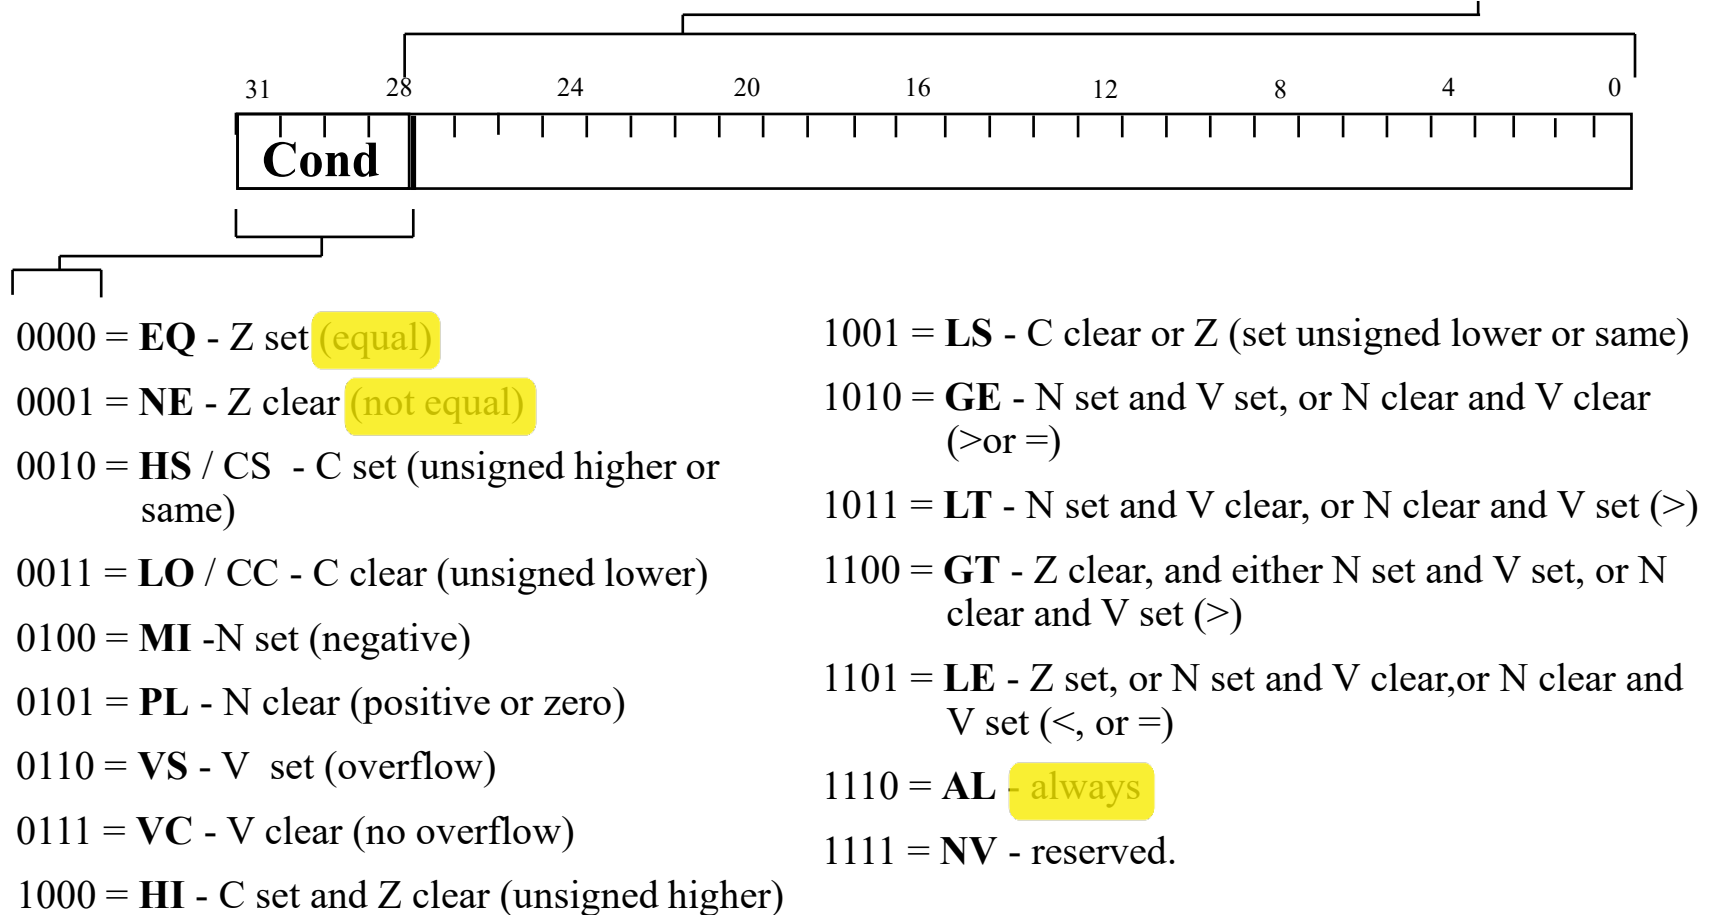 31 28 24 20 16 12 8 4 0
Cond
0000 = EQ - Z set (equal)
0001 = NE - Z clear (not equal)
0010 = HS / CS - C set (unsigned higher or
same)
0011 = LO / CC - C clear (unsigned lower)
0100 = MI -N set (negative)
0101 = PL - N clear (positive or zero)
0110 = VS - V set (overflow)
0111 = VC - V clear (no overflow)
1000 = HI - C set and Z clear (unsigned higher)
1001 = LS - C clear or Z (set unsigned lower or same)
1010 = GE - N set and V set, or N clear and V clear
(>or =)
1011 = LT - N set and V clear, or N clear and V set (>)
1100 = GT - Z clear, and either N set and V set, or N
clear and V set (>)
1101 = LE - Z set, or N set and V clear,or N clear and
V set (<, or =)
1110 = AL - always
1111 = NV - reserved.